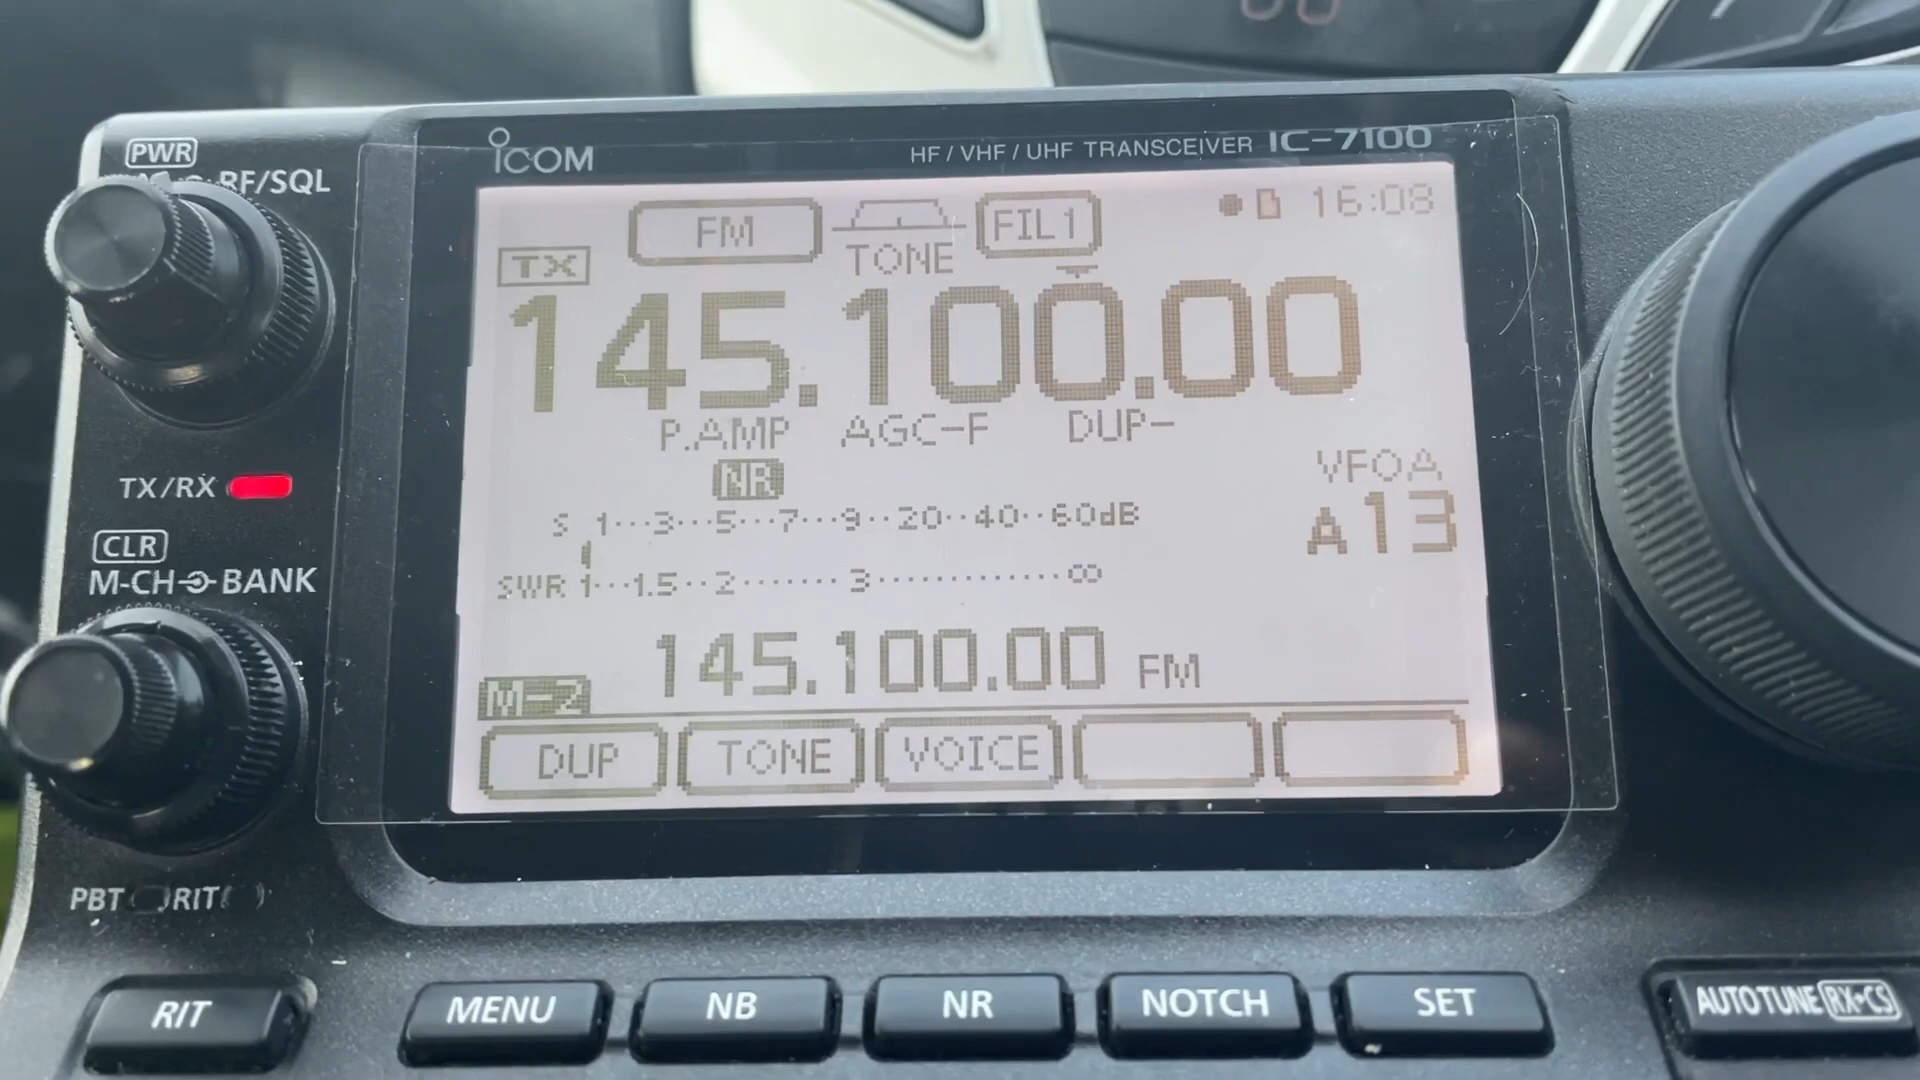 PWR
RF/SQL
ICOM
HF/VHF/UHF TRANSCEIVER IC-7100
FM
FIL1
16:08
TX
TONE
145.100.00
P.AMP AGC-F DUP-
NR
VFOA
A13
S 1···3···5···7···9··20··40··60dB
SWR 1···1.5··2·······3············∞
145.100.00 FM
M-2
DUP TONE VOICE
TX/RX
CLR
M-CH BANK
PBT RIT
RIT MENU NB NR NOTCH SET AUTOTUNE RX→CS